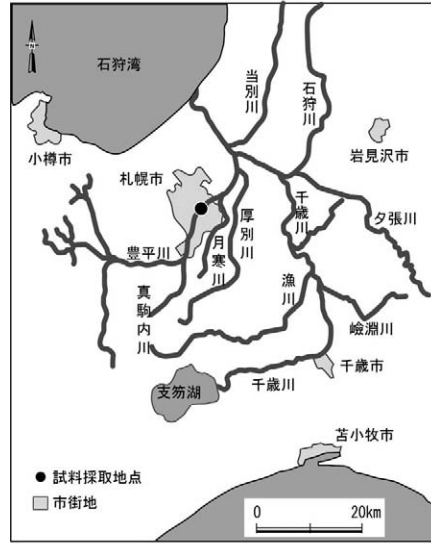 N
石狩湾
当別川
石狩川
小樽市
岩見沢市
札幌市
千歳川
夕張川
厚別川
月寒川
豊平川
漁川
真駒内川
嶮淵川
千歳市
支笏湖
千歳川
苫小牧市
● 試料採取地点
市街地
0 20km